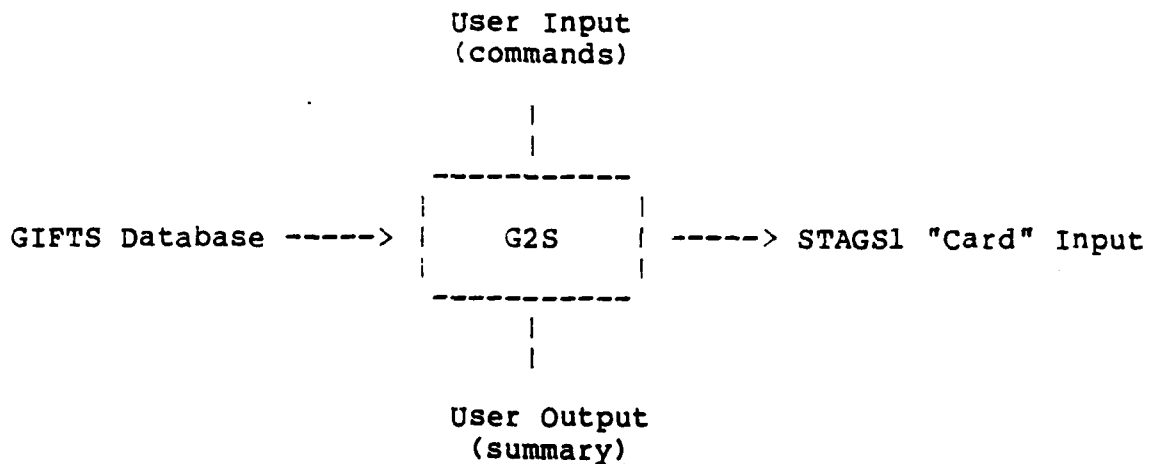 User Input
(commands)
GIFTS Database -----> G2S -----> STAGS1 "Card" Input
User Output
(summary)